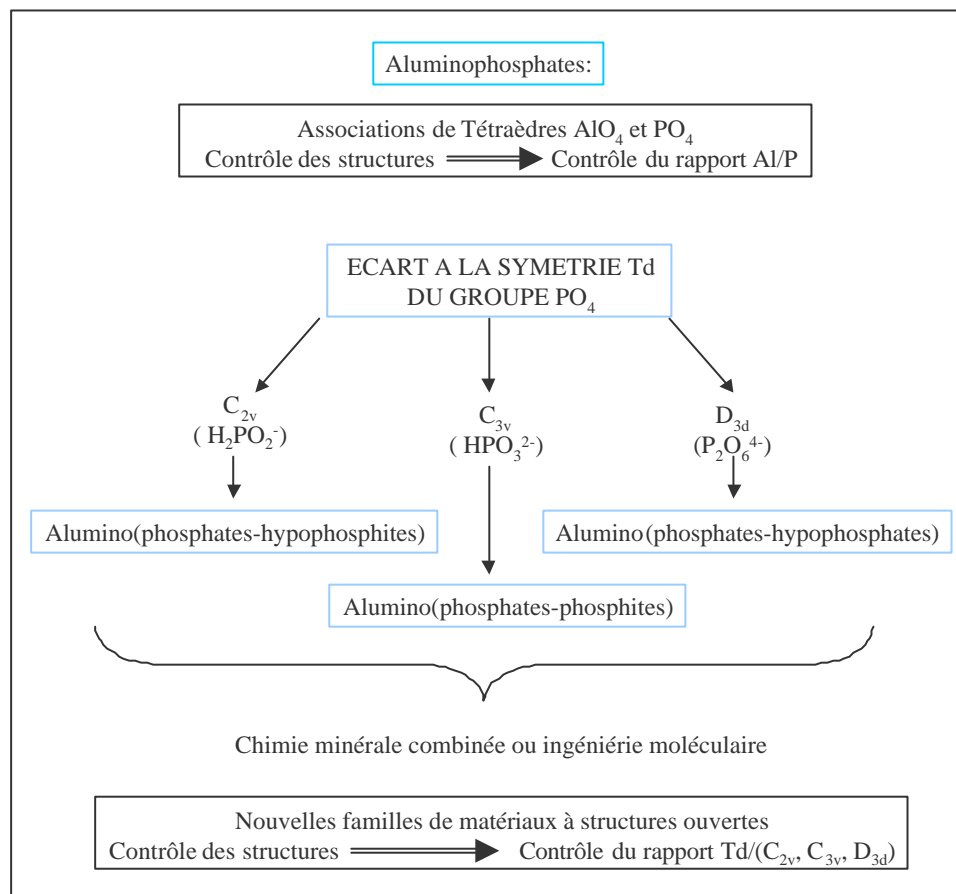 Aluminophosphates:
Associations de Tétraèdres AlO₄ et PO₄
Contrôle des structures Contrôle du rapport Al/P
ECART A LA SYMETRIE Td
DU GROUPE PO₄
C₂ᵥ
( H₂PO₂⁻)
C₃ᵥ
( HPO₃²⁻)
D₃d
(P₂O₆⁴⁻)
Alumino(phosphates-hypophosphites)
Alumino(phosphates-hypophosphates)
Alumino(phosphates-phosphites)
Chimie minérale combinée ou ingéniérie moléculaire
Nouvelles familles de matériaux à structures ouvertes
Contrôle des structures Contrôle du rapport Td/(C₂ᵥ, C₃ᵥ, D₃d)